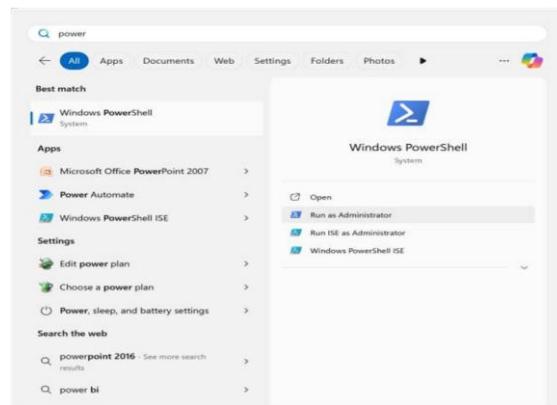 power
All Apps Documents Web Settings Folders Photos
Best match
Windows PowerShell
System
Apps
Microsoft Office PowerPoint 2007
Power Automate
Windows PowerShell ISE
Settings
Edit power plan
Choose a power plan
Power, sleep, and battery settings
Search the web
powerpoint 2016 - See more search
results
power bi
Windows PowerShell
System
Open
Run as Administrator
Run ISE as Administrator
Windows PowerShell ISE